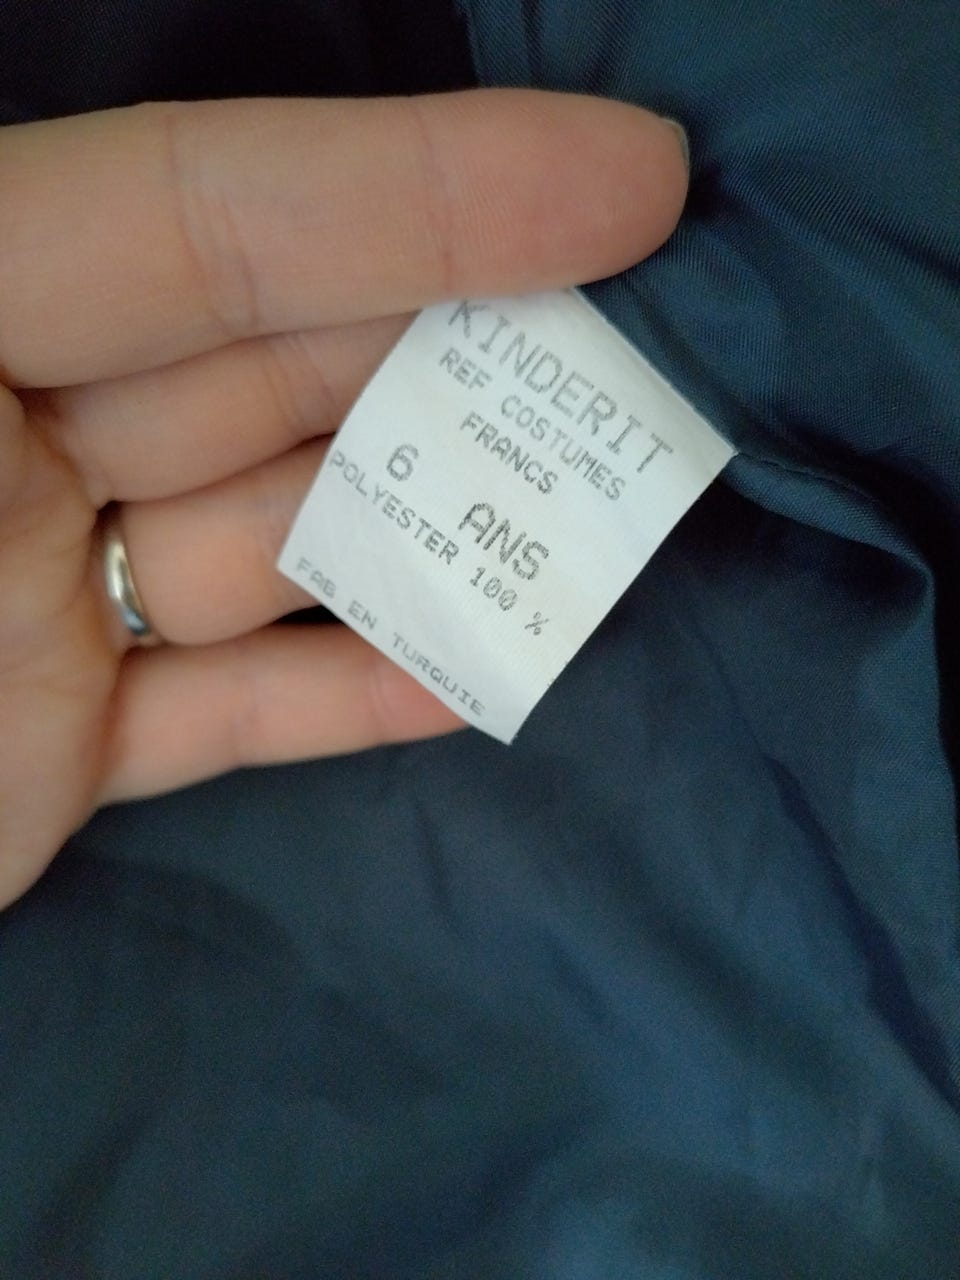 KINDERIT
REF COSTUMES
FRANCS
6 ANS
POLYESTER 100 %
FAB EN TURQUIE